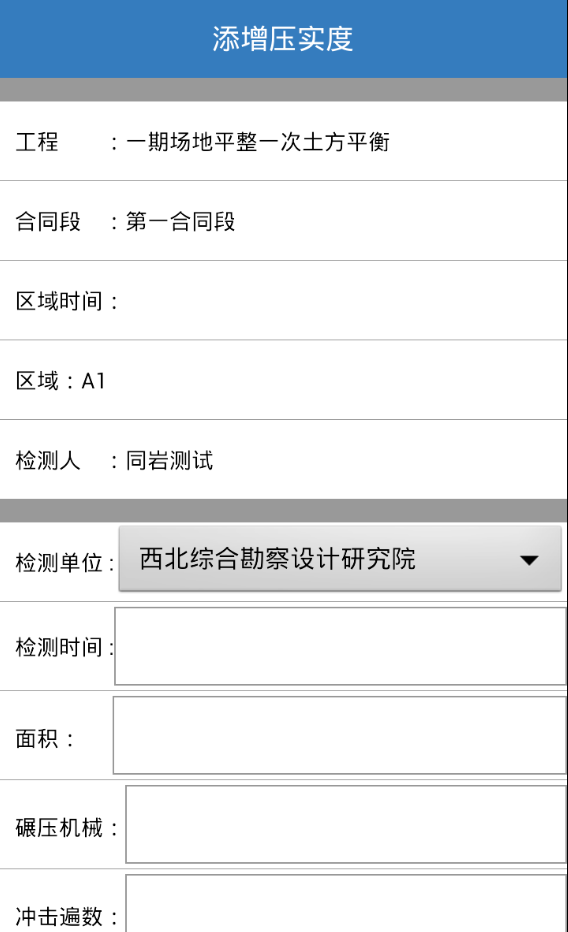 添增压实度
工程 : 一期场地平整一次土方平衡
合同段 : 第一合同段
区域时间 :
区域 : A1
检测人 : 同岩测试
检测单位 : 西北综合勘察设计研究院
检测时间 :
面积 :
碾压机械 :
冲击遍数 :